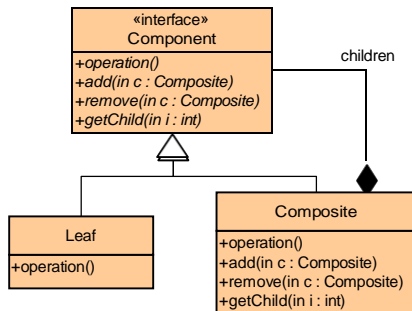 «interface»
Component
+operation()
+add(in c : Composite)
+remove(in c : Composite)
+getChild(in i : int)
children
Leaf
+operation()
Composite
+operation()
+add(in c : Composite)
+remove(in c : Composite)
+getChild(in i : int)